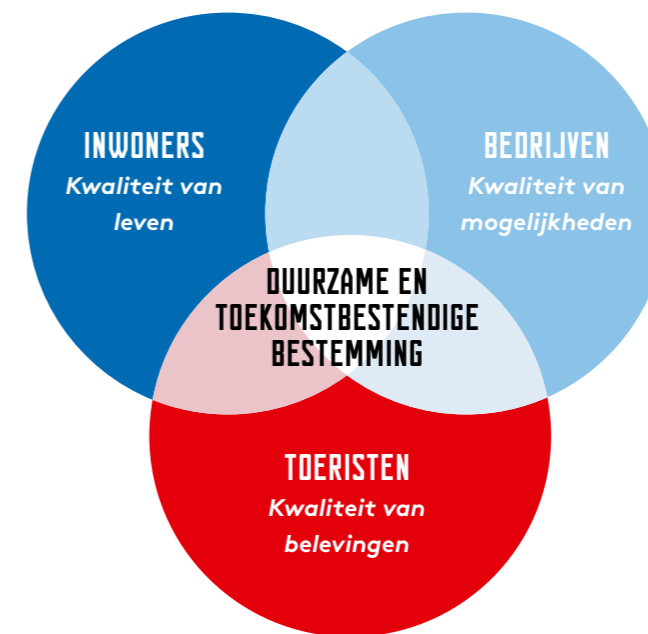 INWONERS
Kwaliteit van
leven
BEDRIJVEN
Kwaliteit van
mogelijkheden
DUURZAME EN
TOEKOMSTBESTENDIGE
BESTEMMING
TOERISTEN
Kwaliteit van
belevingen